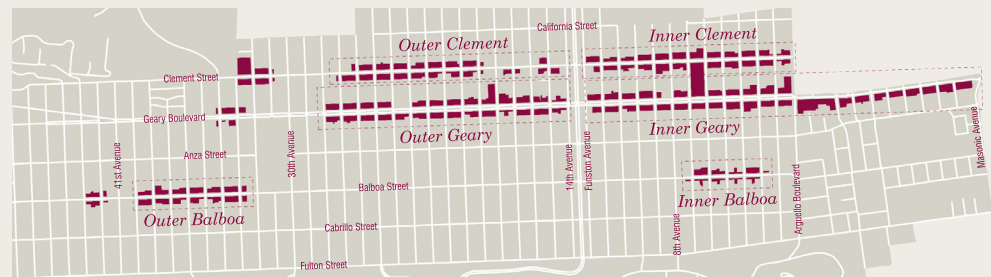 California Street
Outer Clement
Inner Clement
Clement Street
Geary Boulevard
Outer Geary
Inner Geary
Anza Street
41st Avenue
30th Avenue
14th Avenue
Funston Avenue
Masonic Avenue
Balboa Street
Outer Balboa
Inner Balboa
Arguello Boulevard
8th Avenue
Cabrillo Street
Fulton Street